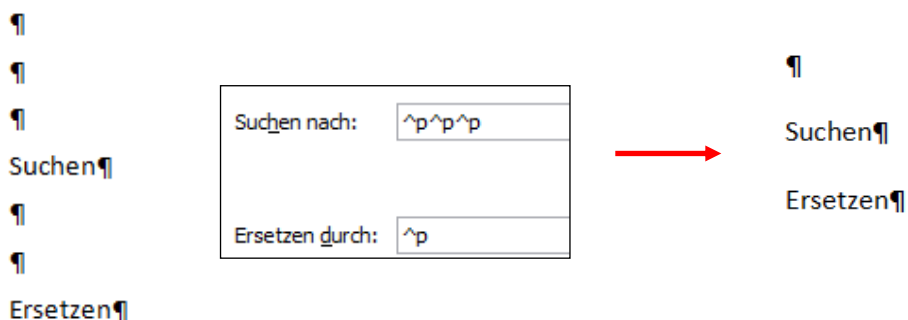 ¶
¶
¶
Suchen¶
¶
¶
Ersetzen¶
Suchen nach: ^p^p^p
Ersetzen durch: ^p
¶
Suchen¶
Ersetzen¶